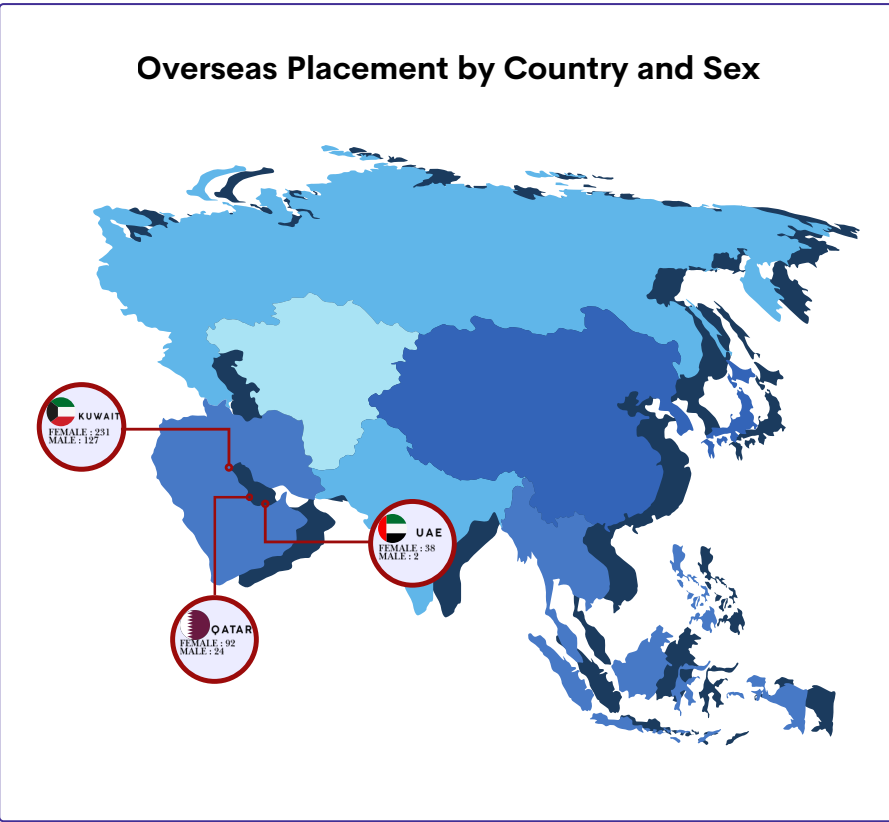 Overseas Placement by Country and Sex
KUWAIT
FEMALE : 231
MALE : 127
UAE
FEMALE : 38
MALE : 2
QATAR
FEMALE : 92
MALE : 24